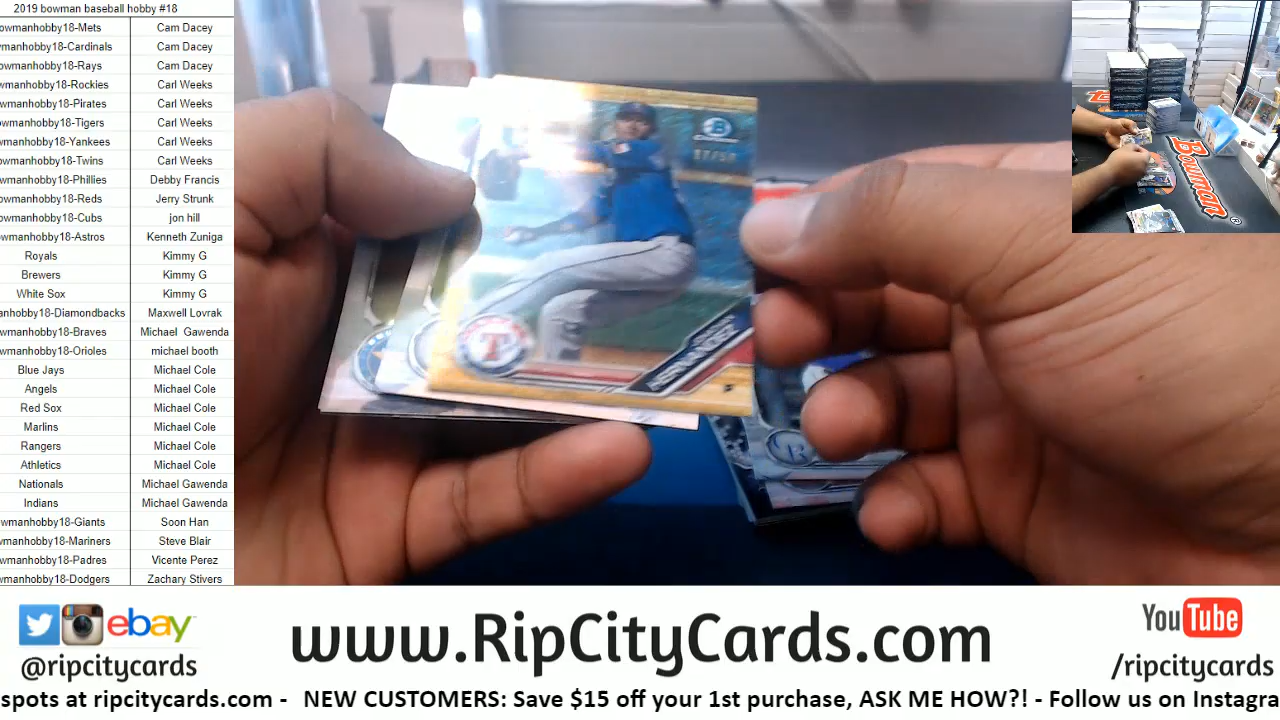 2019 bowman baseball hobby #18
owmanhobby18-Mets Cam Dacey
wmanhobby18-Cardinals Cam Dacey
owmanhobby18-Rays Cam Dacey
owmanhobby18-Rockies Carl Weeks
owmanhobby18-Pirates Carl Weeks
owmanhobby18-Tigers Carl Weeks
wmanhobby18-Yankees Carl Weeks
owmanhobby18-Twins Carl Weeks
wmanhobby18-Phillies Debby Francis
owmanhobby18-Reds Jerry Strunk
owmanhobby18-Cubs jon hill
owmanhobby18-Astros Kenneth Zuniga
Royals Kimmy G
Brewers Kimmy G
White Sox Kimmy G
anhobby18-Diamondbacks Maxwell Lovrak
owmanhobby18-Braves Michael Gawenda
owmanhobby18-Orioles michael booth
Blue Jays Michael Cole
Angels Michael Cole
Red Sox Michael Cole
Marlins Michael Cole
Rangers Michael Cole
Athletics Michael Cole
Nationals Michael Gawenda
Indians Michael Gawenda
owmanhobby18-Giants Soon Han
wmanhobby18-Mariners Steve Blair
owmanhobby18-Padres Vicente Perez
wmanhobby18-Dodgers Zachary Stivers
B
T
Bowman
ebay
@ripcitycards
www.RipCityCards.com
YouTube
/ripcitycards
spots at ripcitycards.com - NEW CUSTOMERS: Save $15 off your 1st purchase, ASK ME HOW?! - Follow us on Instagra